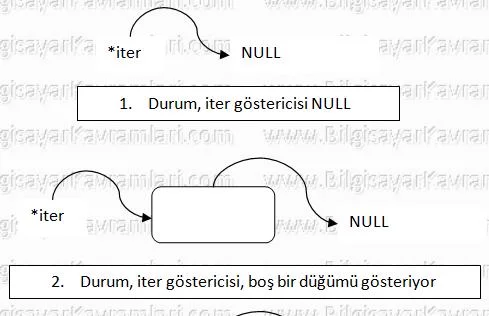 *iter
NULL
1. Durum, iter göstericisi NULL
*iter
NULL
2. Durum, iter göstericisi, boş bir düğümü gösteriyor
www.BilgisayarKavramlari.com